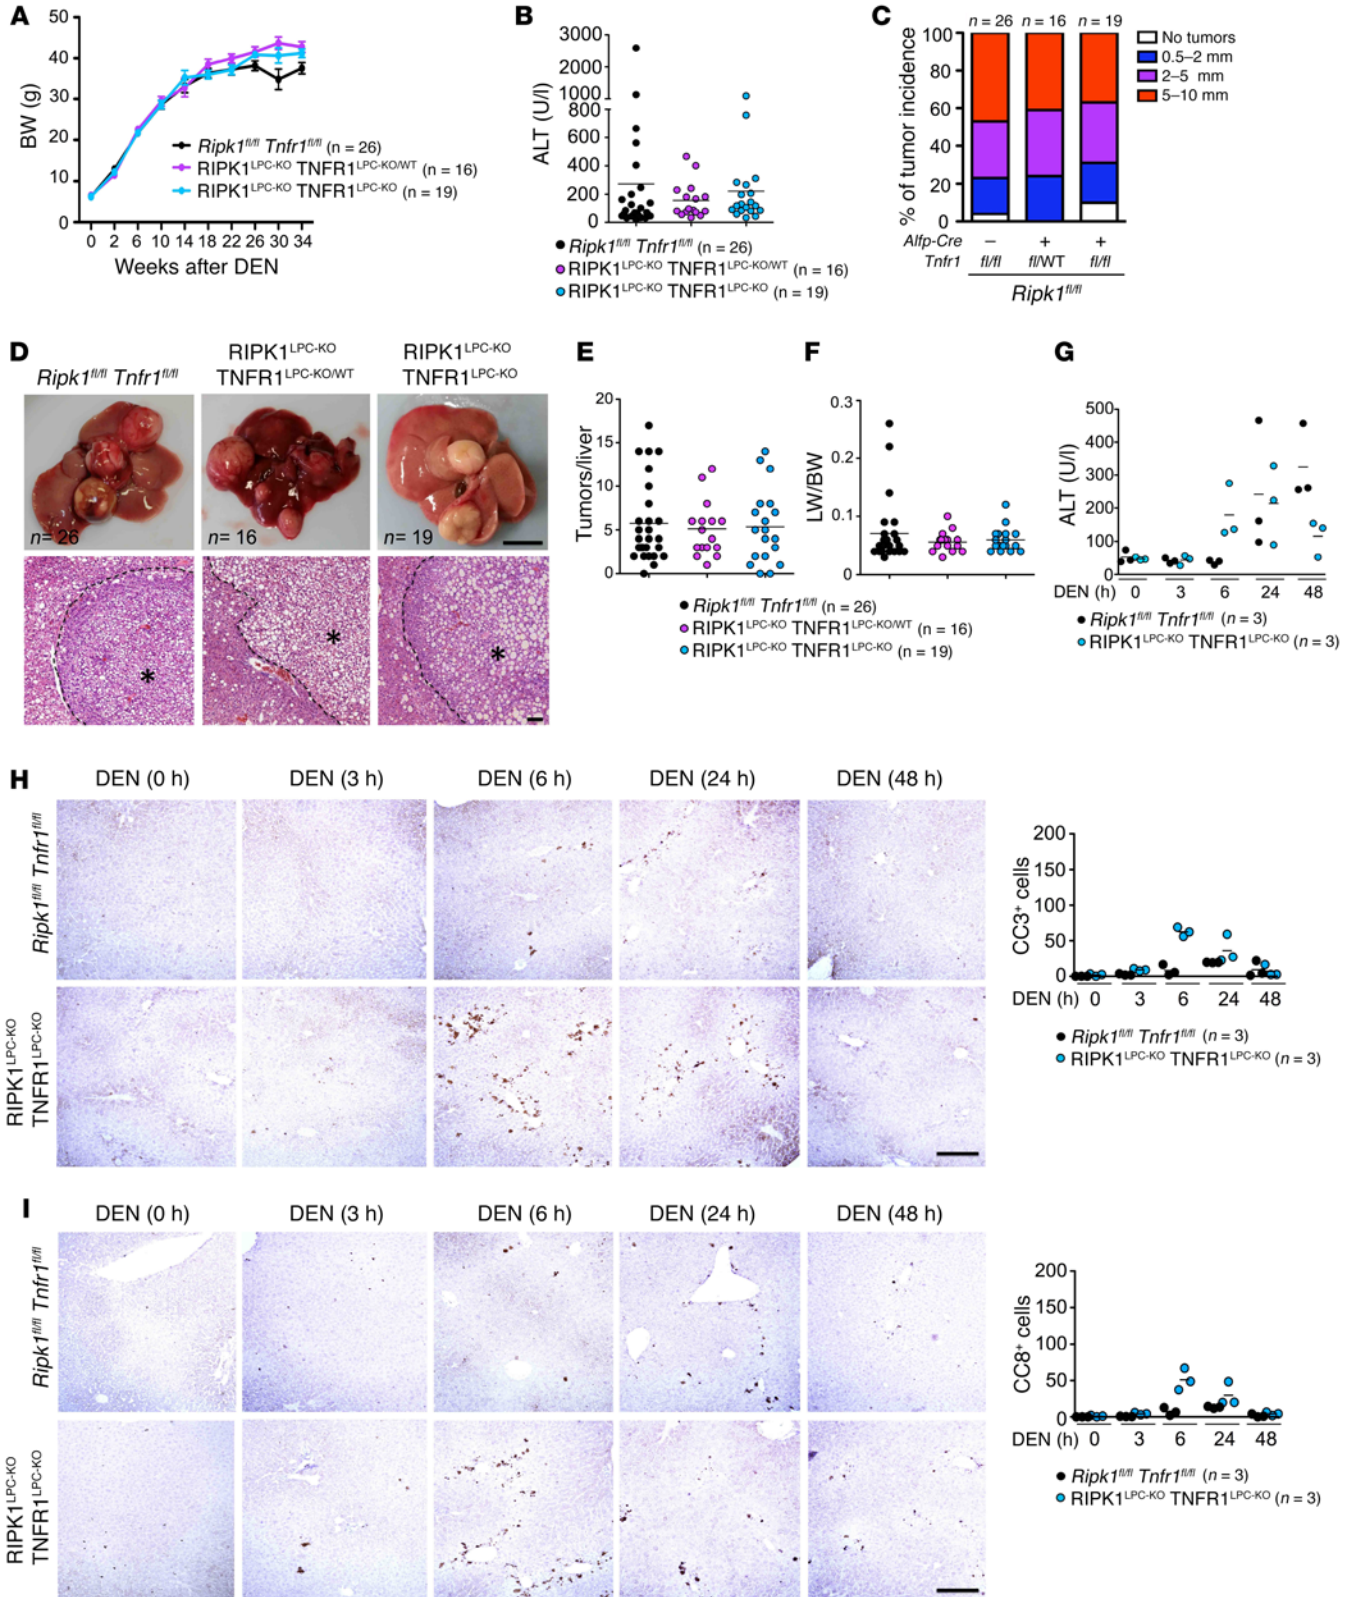 A
BW (g)
50
40
30
20
10
0
0 2 6 10 14 18 22 26 30 34
Weeks after DEN
Ripk1fl/fl Tnfr1fl/fl (n = 26)
RIPK1LPC-KO TNFR1LPC-KO/WT (n = 16)
RIPK1LPC-KO TNFR1LPC-KO (n = 19)
B
ALT (U/l)
3000
2000
1000
800
600
400
200
0
Ripk1fl/fl Tnfr1fl/fl (n = 26)
RIPK1LPC-KO TNFR1LPC-KO/WT (n = 16)
RIPK1LPC-KO TNFR1LPC-KO (n = 19)
C
n = 26 n = 16 n = 19
% of tumor incidence
100
80
60
40
20
0
No tumors
0.5–2 mm
2–5 mm
5–10 mm
Alfp-Cre – + +
Tnfr1 fl/fl fl/WT fl/fl
Ripk1fl/fl
D
Ripk1fl/fl Tnfr1fl/fl
RIPK1LPC-KO
TNFR1LPC-KO/WT
RIPK1LPC-KO
TNFR1LPC-KO
n= 26
n= 16
n= 19
*
*
*
E
Tumors/liver
20
15
10
5
0
F
LW/BW
0.3
0.2
0.1
0
Ripk1fl/fl Tnfr1fl/fl (n = 26)
RIPK1LPC-KO TNFR1LPC-KO/WT (n = 16)
RIPK1LPC-KO TNFR1LPC-KO (n = 19)
G
ALT (U/l)
500
400
300
200
100
0
DEN (h) 0 3 6 24 48
Ripk1fl/fl Tnfr1fl/fl (n = 3)
RIPK1LPC-KO TNFR1LPC-KO (n = 3)
H
DEN (0 h) DEN (3 h) DEN (6 h) DEN (24 h) DEN (48 h)
Ripk1fl/fl Tnfr1fl/fl
RIPK1LPC-KO
TNFR1LPC-KO
CC3+ cells
200
150
100
50
0
DEN (h) 0 3 6 24 48
Ripk1fl/fl Tnfr1fl/fl (n = 3)
RIPK1LPC-KO TNFR1LPC-KO (n = 3)
I
DEN (0 h) DEN (3 h) DEN (6 h) DEN (24 h) DEN (48 h)
Ripk1fl/fl Tnfr1fl/fl
RIPK1LPC-KO
TNFR1LPC-KO
CC8+ cells
200
150
100
50
0
DEN (h) 0 3 6 24 48
Ripk1fl/fl Tnfr1fl/fl (n = 3)
RIPK1LPC-KO TNFR1LPC-KO (n = 3)